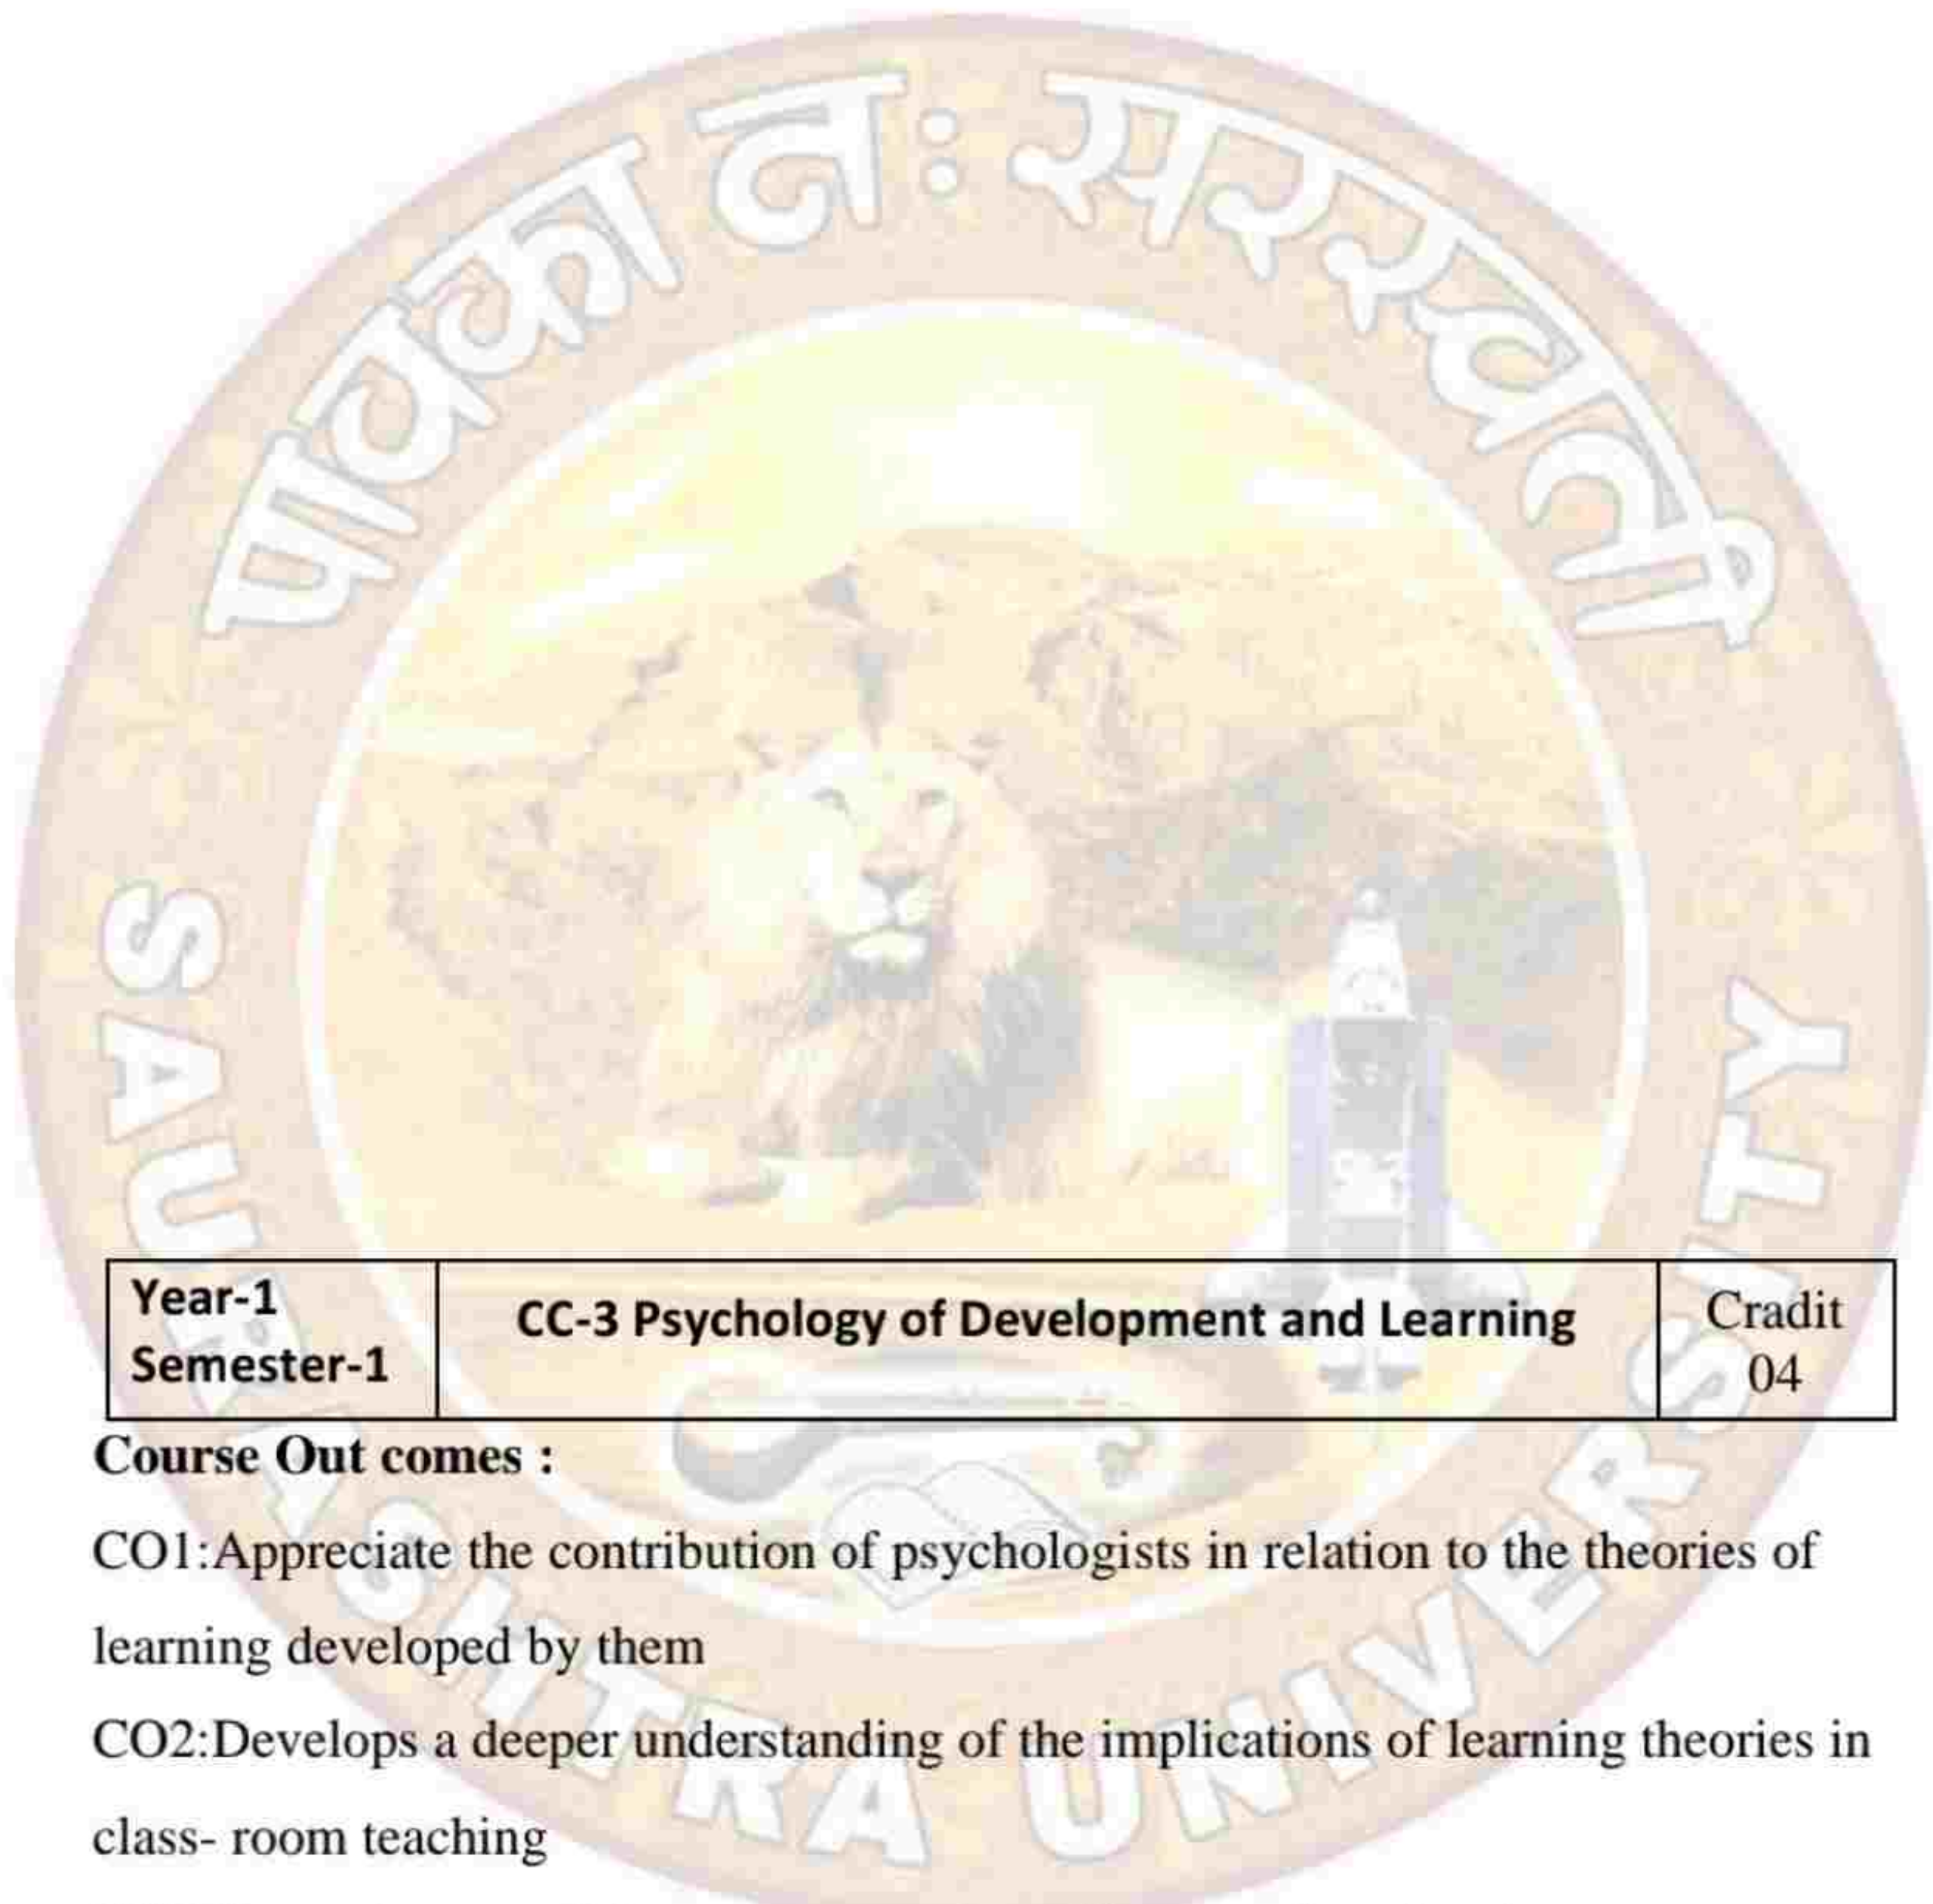 पावका नः सरस्वती
SAURASHTRA UNIVERSITY
Year-1
Semester-1
CC-3 Psychology of Development and Learning
Cradit
04
Course Out comes :
CO1:Appreciate the contribution of psychologists in relation to the theories of
learning developed by them
CO2:Develops a deeper understanding of the implications of learning theories in
class- room teaching